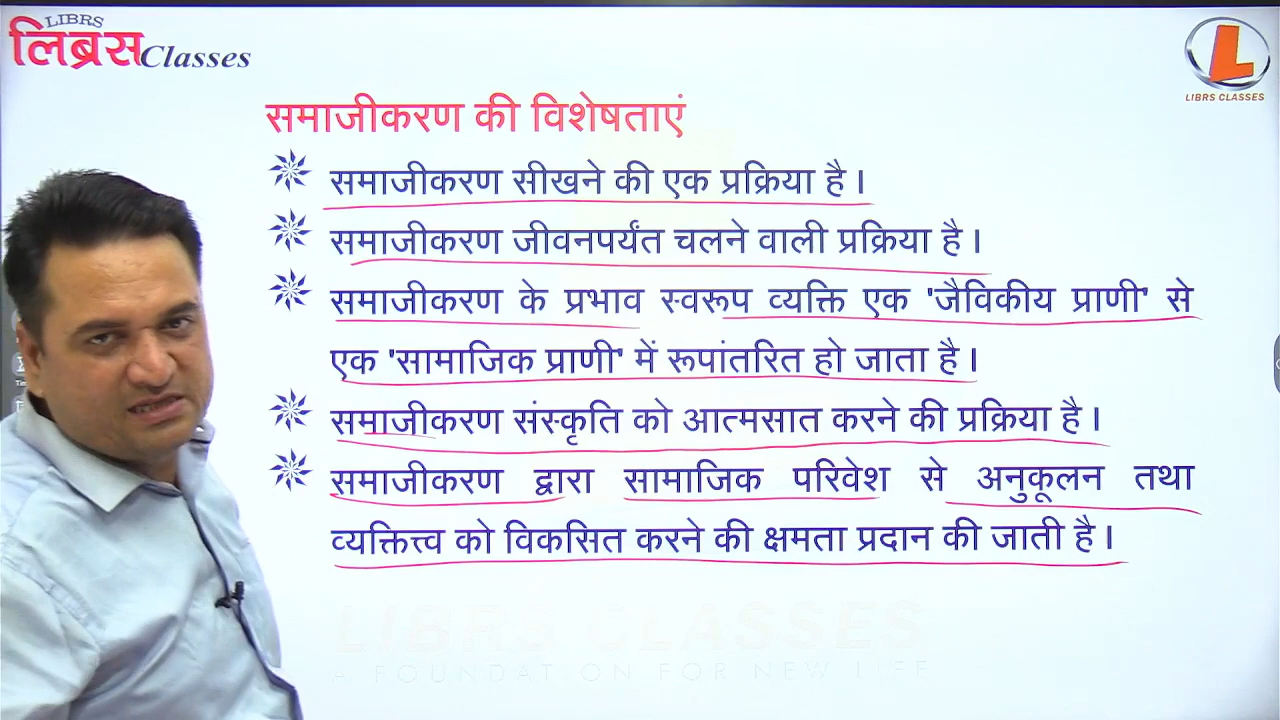 LIBRS
लिब्रस Classes
L
LIBRS CLASSES
समाजीकरण की विशेषताएं
समाजीकरण सीखने की एक प्रक्रिया है ।
समाजीकरण जीवनपर्यंत चलने वाली प्रक्रिया है ।
समाजीकरण के प्रभाव स्वरूप व्यक्ति एक 'जैविकीय प्राणी' से
एक 'सामाजिक प्राणी' में रूपांतरित हो जाता है ।
समाजीकरण संस्कृति को आत्मसात करने की प्रक्रिया है ।
समाजीकरण द्वारा सामाजिक परिवेश से अनुकूलन तथा
व्यक्तित्त्व को विकसित करने की क्षमता प्रदान की जाती है ।
LIBRS CLASSES
A FOUNDATION FOR NEW LIFE